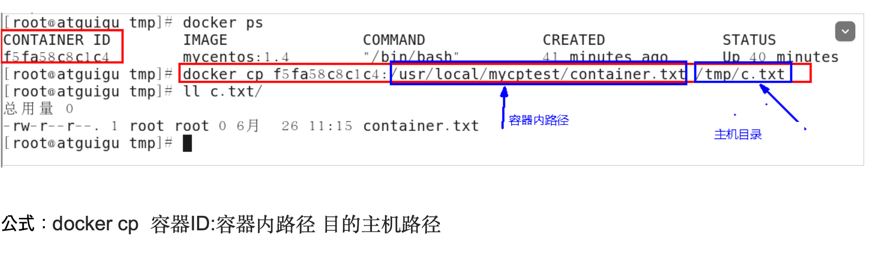 [root@atguigu tmp]# docker ps
CONTAINER ID IMAGE COMMAND CREATED STATUS
f5fa58c8c1c4 mycentos:1.4 "/bin/bash" 41 minutes ago Up 40 minutes
[root@atguigu tmp]# docker cp f5fa58c8c1c4:/usr/local/mycptest/container.txt /tmp/c.txt
[root@atguigu tmp]# ll c.txt/
总用量 0
容器内路径
-rw-r--r--. 1 root root 0 6月 26 11:15 container.txt
主机目录
[root@atguigu tmp]#
公式：docker cp 容器ID:容器内路径 目的主机路径